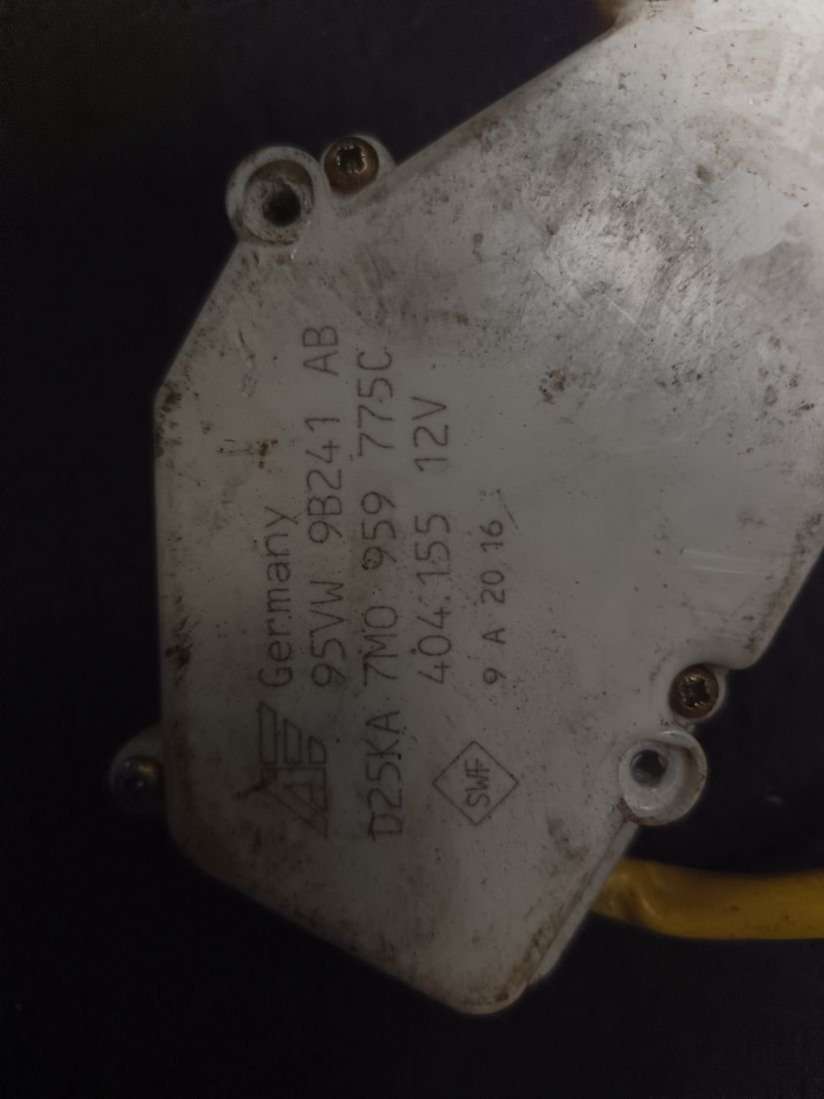 Germany
95VW 9B241 AB
D25KA 7M0 959 775C
404.155 12V
9 A 20 16
SWF